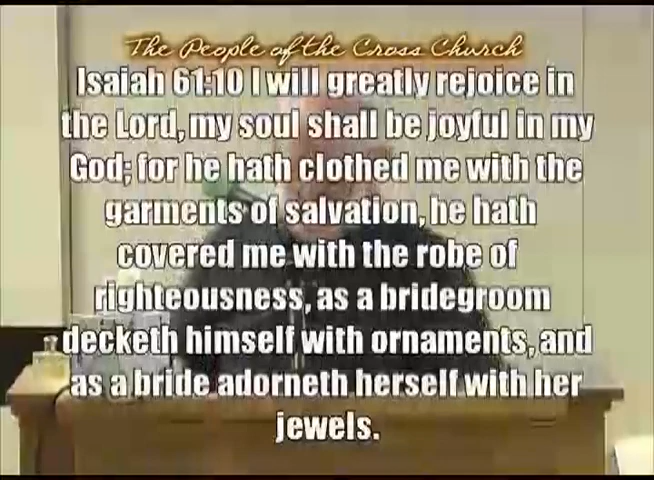 The People of the Cross Church
Isaiah 61:10 I will greatly rejoice in
the Lord, my soul shall be joyful in my
God; for he hath clothed me with the
garments of salvation, he hath
covered me with the robe of
righteousness, as a bridegroom
decketh himself with ornaments, and
as a bride adorneth herself with her
jewels.